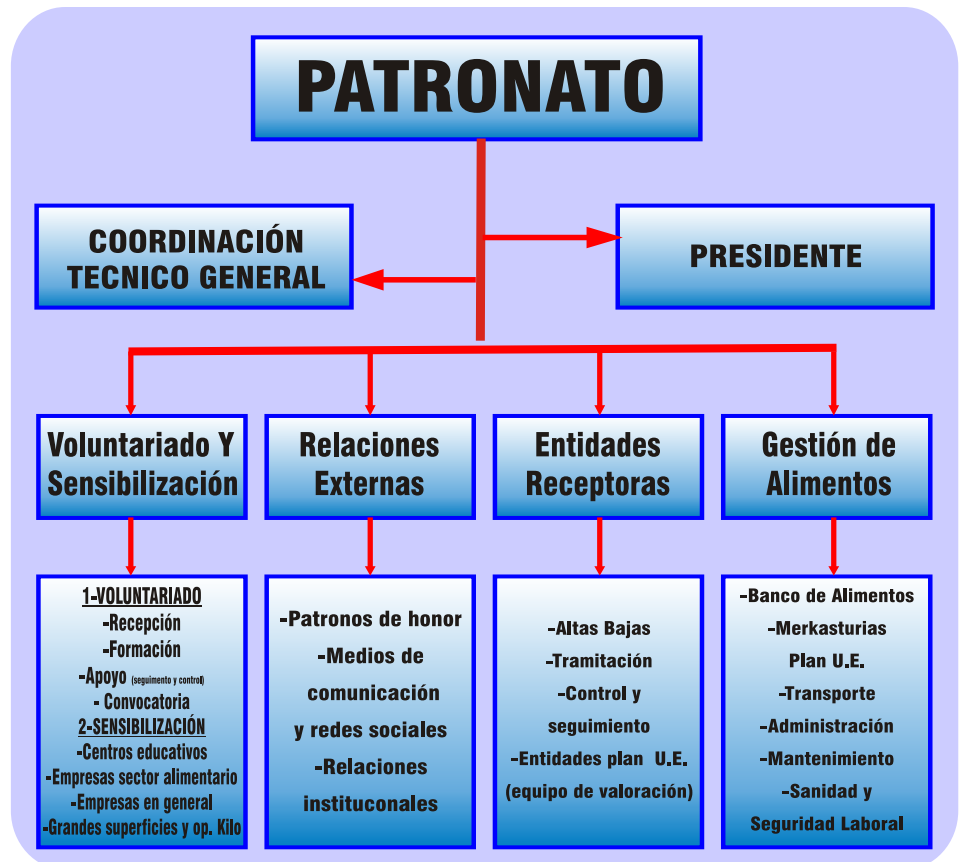 PATRONATO
COORDINACIÓN
TECNICO GENERAL
PRESIDENTE
Voluntariado Y
Sensibilización
Relaciones
Externas
Entidades
Receptoras
Gestión de
Alimentos
1-VOLUNTARIADO
-Recepción
-Formación
-Apoyo (seguimento y control)
- Convocatoria
2-SENSIBILIZACIÓN
-Centros educativos
-Empresas sector alimentario
-Empresas en general
-Grandes superficies y op. Kilo
-Patronos de honor
-Medios de
comunicación
y redes sociales
-Relaciones
instituconales
-Altas Bajas
-Tramitación
-Control y
seguimiento
-Entidades plan U.E.
(equipo de valoración)
-Banco de Alimentos
-Merkasturias
Plan U.E.
-Transporte
-Administración
-Mantenimiento
-Sanidad y
Seguridad Laboral